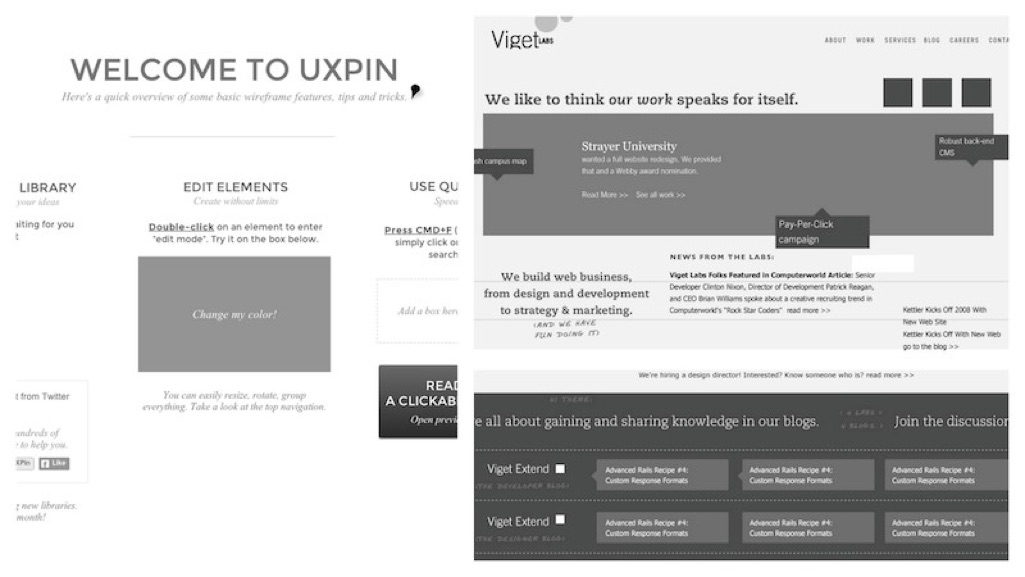 WELCOME TO UXPIN
Here's a quick overview of some basic wireframe features, tips and tricks.
LIBRARY
your ideas
aiting for you
t
EDIT ELEMENTS
Create without limits
Double-click on an element to enter
"edit mode". Try it on the box below.
Change my color!
You can easily resize, rotate, group
everything. Take a look at the top navigation.
USE QU
Speed
Press CMD+F (
simply click o
search
Add a box here
READ
A CLICKAB
Open previ
t from Twitter
undreds of
to help you.
XPin
Like
g new libraries.
month!
Viget LABS
ABOUT WORK SERVICES BLOG CAREERS CONTA
We like to think our work speaks for itself.
sh campus map
Strayer University
wanted a full website redesign. We provided
that and a Webby award nomination.
Read More >> See all work >>
Robust back-end
CMS
Pay-Per-Click
campaign
We build web business,
from design and development
to strategy & marketing.
(AND WE HAVE
FUN DOING IT)
NEWS FROM THE LABS:
Viget Labs Folks Featured in Computerworld Article: Senior
Developer Clinton Nixon, Director of Development Patrick Reagan,
and CEO Brian Williams spoke about a creative recruiting trend in
Computerworld's "Rock Star Coders" read more >>
Kettler Kicks Off 2008 With
New Web Site
Kettler Kicks Off With New Web
go to the blog >>
We're hiring a design director! Interested? Know someone who is? read more >>
HI THERE,
e all about gaining and sharing knowledge in our blogs.
4 LABS
BLOGS
Join the discussion
Viget Extend
(THE DEVELOPER BLOG)
Advanced Rails Recipe #4:
Custom Response Formats
Advanced Rails Recipe #4:
Custom Response Formats
Advanced Rails Recipe #4:
Custom Response Formats
Viget Extend
(THE DESIGNER BLOG)
Advanced Rails Recipe #4:
Custom Response Formats
Advanced Rails Recipe #4:
Custom Response Formats
Advanced Rails Recipe #4:
Custom Response Formats